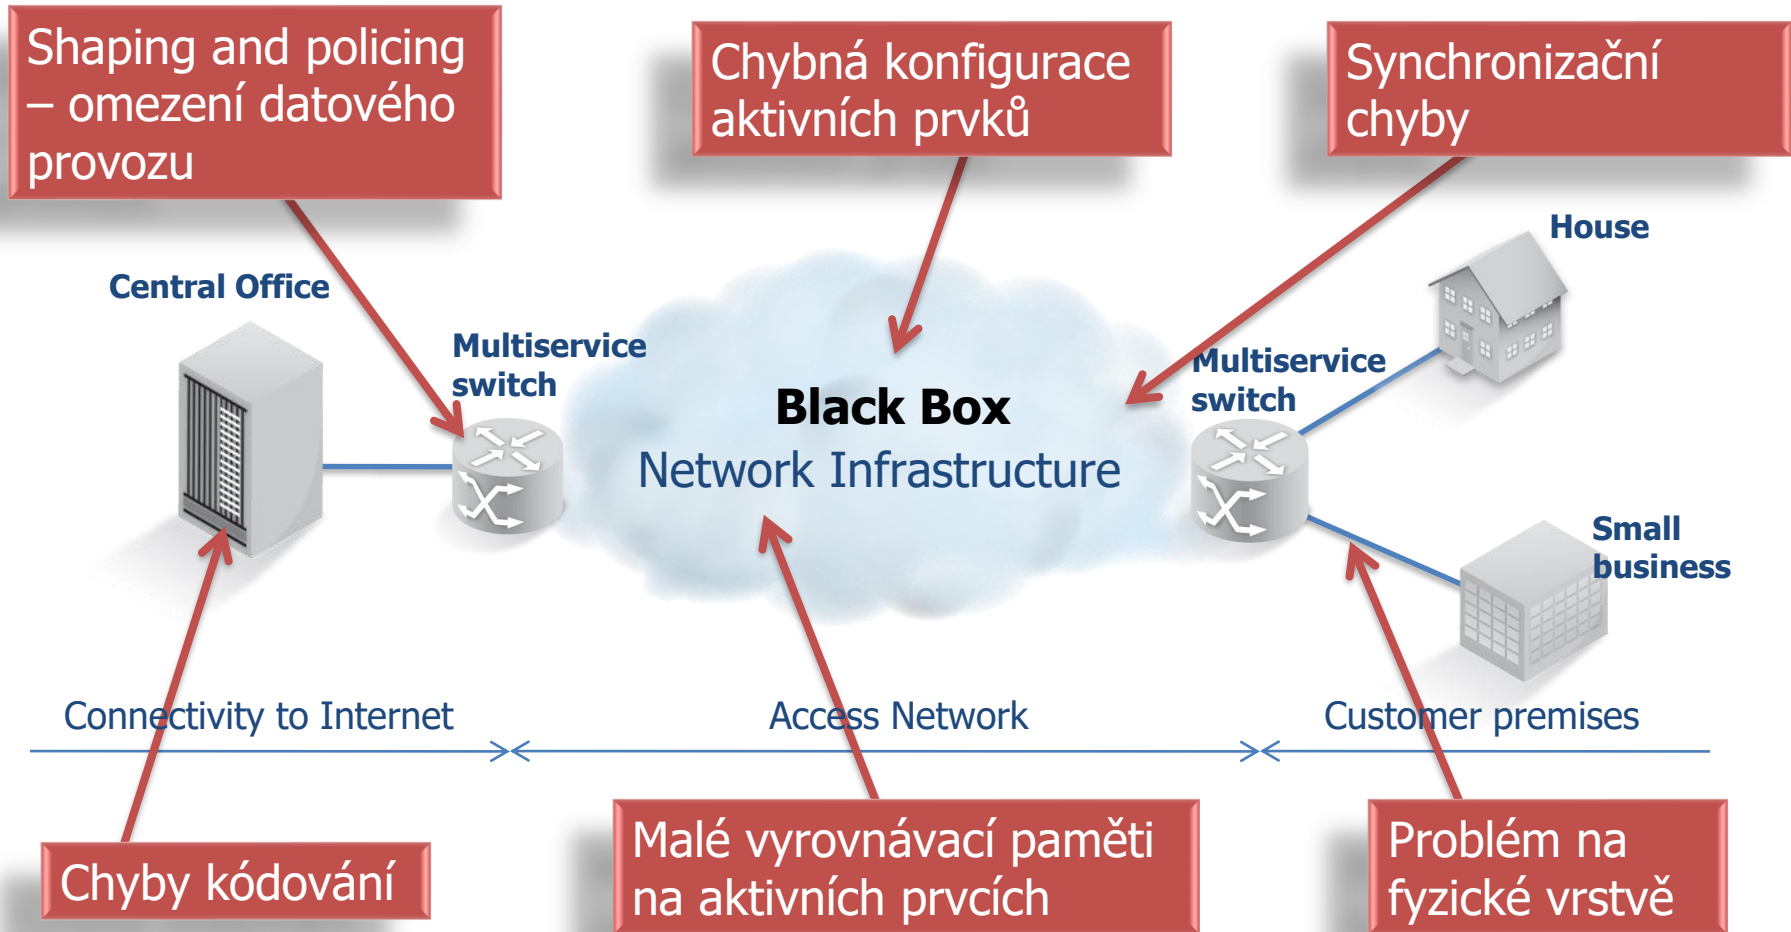 Shaping and policing
– omezení datového
provozu
Chybná konfigurace
aktivních prvků
Synchronizační
chyby
House
Central Office
Multiservice
switch
Multiservice
switch
Black Box
Network Infrastructure
Small
business
Connectivity to Internet
Access Network
Customer premises
Chyby kódování
Malé vyrovnávací paměti
na aktivních prvcích
Problém na
fyzické vrstvě